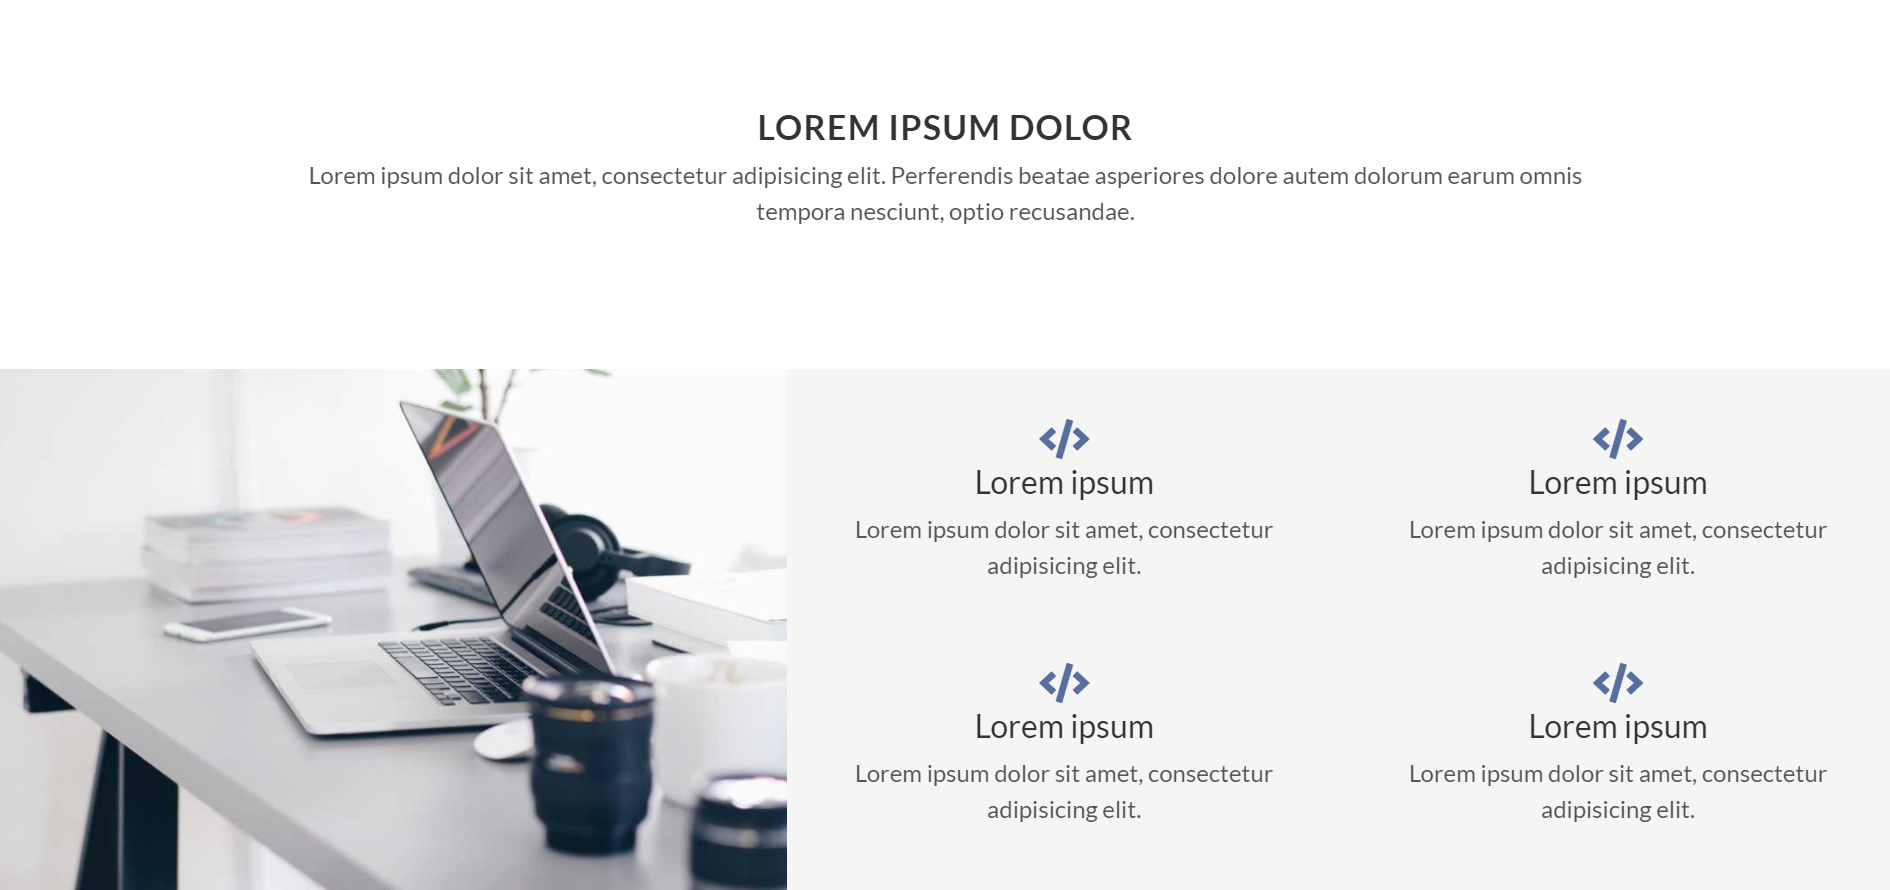 LOREM IPSUM DOLOR
Lorem ipsum dolor sit amet, consectetur adipisicing elit. Perferendis beatae asperiores dolore autem dolorum earum omnis
tempora nesciunt, optio recusandae.
Lorem ipsum
Lorem ipsum dolor sit amet, consectetur
adipisicing elit.
Lorem ipsum
Lorem ipsum dolor sit amet, consectetur
adipisicing elit.
Lorem ipsum
Lorem ipsum dolor sit amet, consectetur
adipisicing elit.
Lorem ipsum
Lorem ipsum dolor sit amet, consectetur
adipisicing elit.